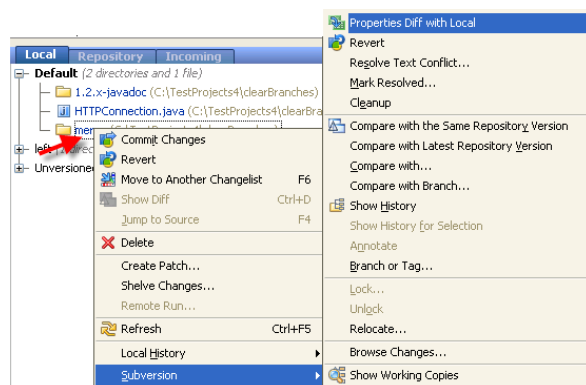 Local Repository Incoming
Default (2 directories and 1 file)
1.2.x-javadoc (C:\TestProjects4\clearBranches)
HTTPConnection.java (C:\TestProjects4\clearBra
Commit Changes
Revert
Move to Another Changelist F6
Show Diff Ctrl+D
Jump to Source F4
Delete
Create Patch...
Shelve Changes...
Remote Run...
Refresh Ctrl+F5
Local History
Subversion
Properties Diff with Local
Revert
Resolve Text Conflict...
Mark Resolved...
Cleanup
Compare with the Same Repository Version
Compare with Latest Repository Version
Compare with...
Compare with Branch...
Show History
Show History for Selection
Annotate
Branch or Tag...
Lock...
Unlock
Relocate...
Browse Changes...
Show Working Copies